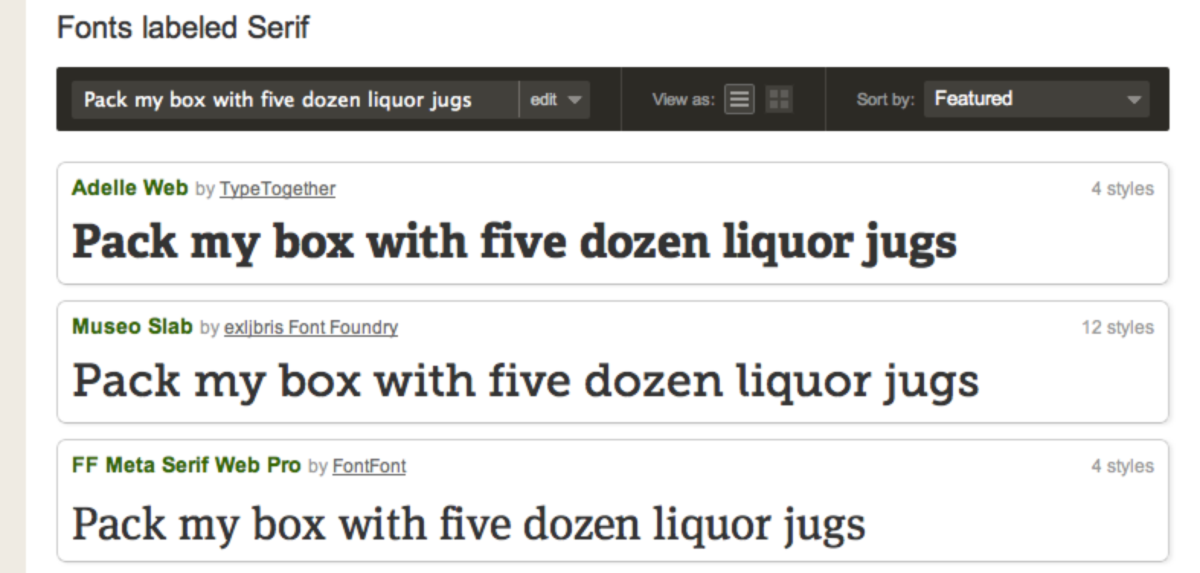 Fonts labeled Serif
Pack my box with five dozen liquor jugs edit View as: Sort by: Featured
Adelle Web by TypeTogether 4 styles
Pack my box with five dozen liquor jugs
Museo Slab by exljbris Font Foundry 12 styles
Pack my box with five dozen liquor jugs
FF Meta Serif Web Pro by FontFont 4 styles
Pack my box with five dozen liquor jugs